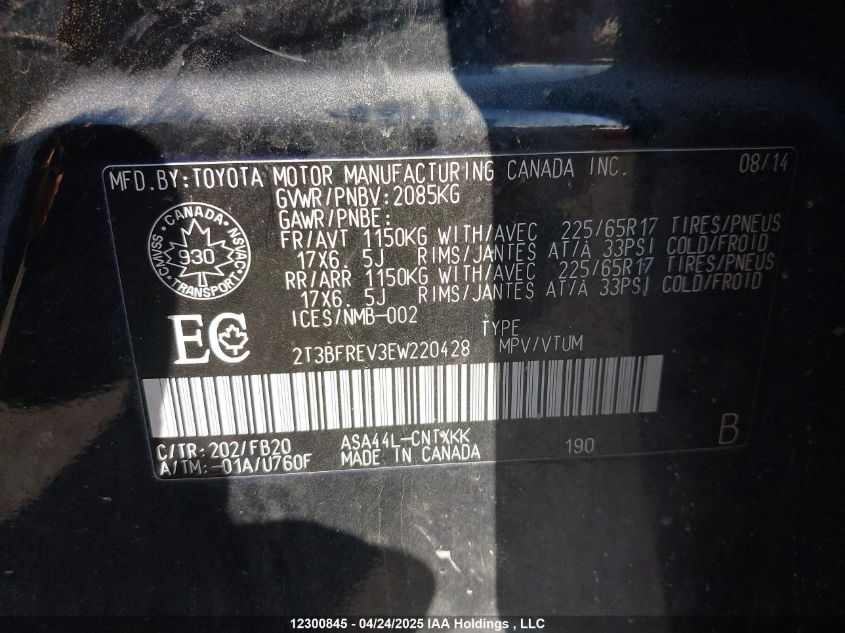 MFD.BY:TOYOTA MOTOR MANUFACTURING CANADA INC. 08/14
GVWR/PNBV:2085KG
GAWR/PNBE:
FR/AVT 1150KG WITH/AVEC 225/65R17 TIRES/PNEUS
17X6.5J RIMS/JANTES AT/À 33PSI COLD/FROID
RR/ARR 1150KG WITH/AVEC 225/65R17 TIRES/PNEUS
17X6.5J RIMS/JANTES AT/À 33PSI COLD/FROID
ICES/NMB-002
CANADA
930
TRANSPORT
CMVSS
NSVAC
EC
TYPE
2T3BFREV3EW220428 MPV/VTUM
C/TR:202/FB20 ASA44L-CNTXKK 190 B
A/TM:-01A/U760F MADE IN CANADA
12300845 - 04/24/2025 IAA Holdings , LLC